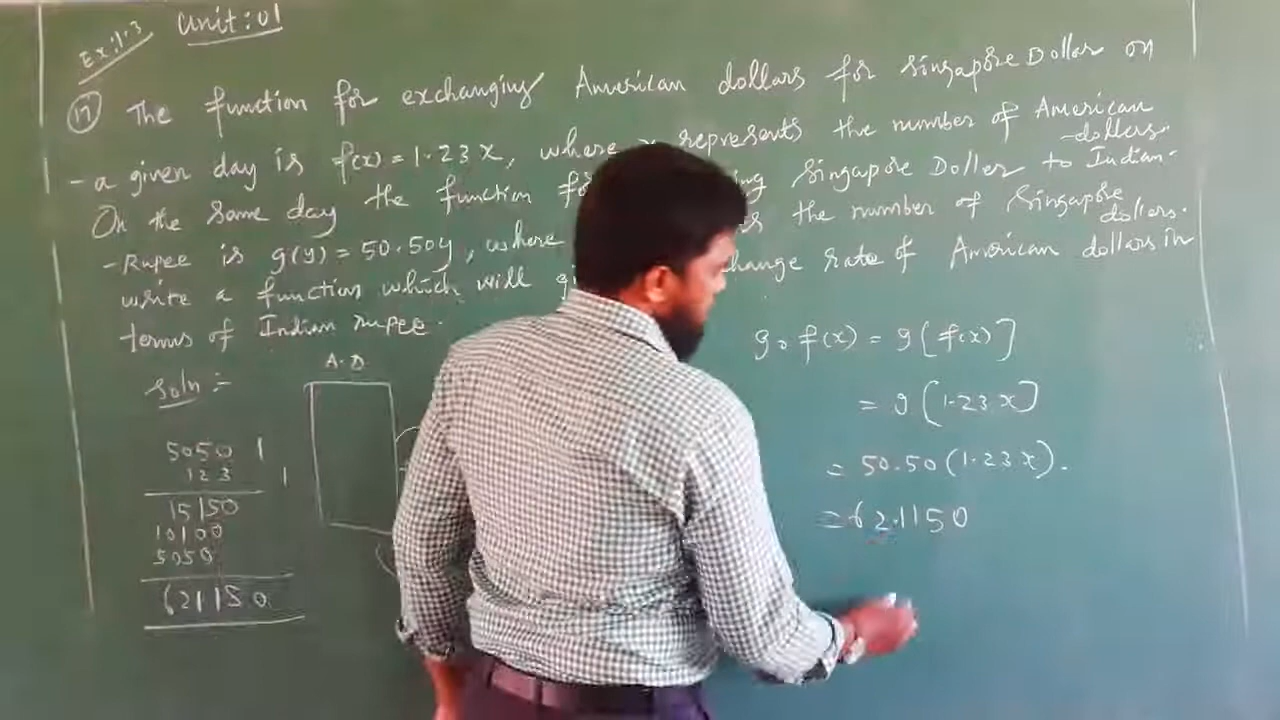 Ex:1.3
Unit:01
17 The function for exchanging American dollars for Singapore Dollar on
- a given day is f(x) = 1.23x, where x represents the number of American
-dollars.
On the same day the function for ing Singapore Dollar to Indian-
- Rupee is g(y) = 50.50y, where the number of Singapore
dollars.
write a function which will change rate of American dollars in
terms of Indian rupee.
Soln :-
A.D
g∘f(x) = g[f(x)]
= g(1.23x]
= 50.50(1.23x).
= 62.1150
5050 1
123 1
15150
10100
5050
621150